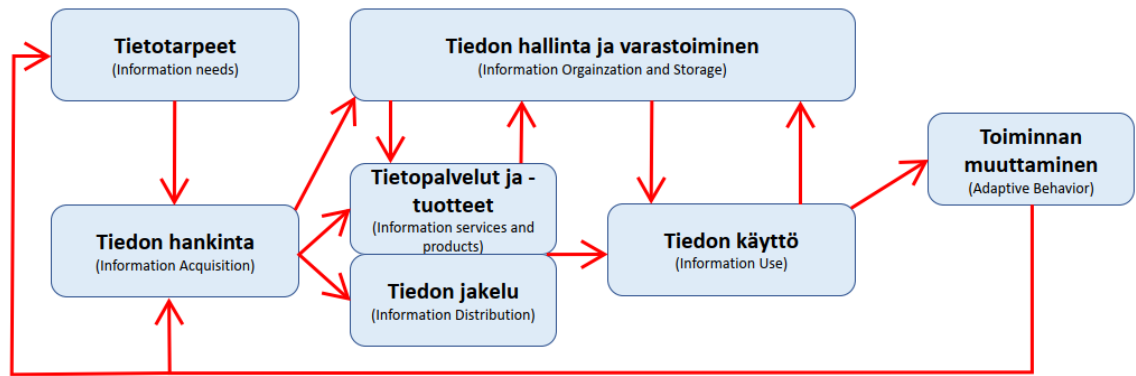 Tietotarpeet
(Information needs)
Tiedon hallinta ja varastoiminen
(Information Orgainzation and Storage)
Toiminnan
muuttaminen
(Adaptive Behavior)
Tietopalvelut ja -
tuotteet
(Information services and
products)
Tiedon hankinta
(Information Acquisition)
Tiedon käyttö
(Information Use)
Tiedon jakelu
(Information Distribution)